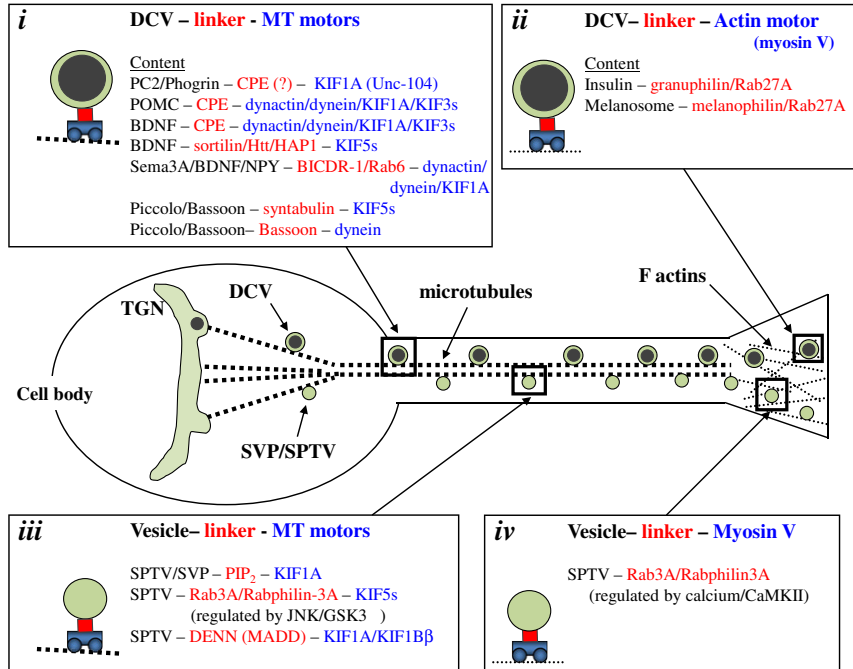 i
DCV – linker - MT motors
Content
PC2/Phogrin – CPE (?) – KIF1A (Unc-104)
POMC – CPE – dynactin/dynein/KIF1A/KIF3s
BDNF – CPE – dynactin/dynein/KIF1A/KIF3s
BDNF – sortilin/Htt/HAP1 – KIF5s
Sema3A/BDNF/NPY – BICDR-1/Rab6 – dynactin/
dynein/KIF1A
Piccolo/Bassoon – syntabulin – KIF5s
Piccolo/Bassoon– Bassoon – dynein
ii
DCV– linker – Actin motor
(myosin V)
Content
Insulin – granuphilin/Rab27A
Melanosome – melanophilin/Rab27A
TGN
DCV
microtubules
F actins
Cell body
SVP/SPTV
iii
Vesicle– linker - MT motors
SPTV/SVP – PIP2 – KIF1A
SPTV – Rab3A/Rabphilin-3A – KIF5s
(regulated by JNK/GSK3 )
SPTV – DENN (MADD) – KIF1A/KIF1Bβ
iv
Vesicle– linker – Myosin V
SPTV – Rab3A/Rabphilin3A
(regulated by calcium/CaMKII)